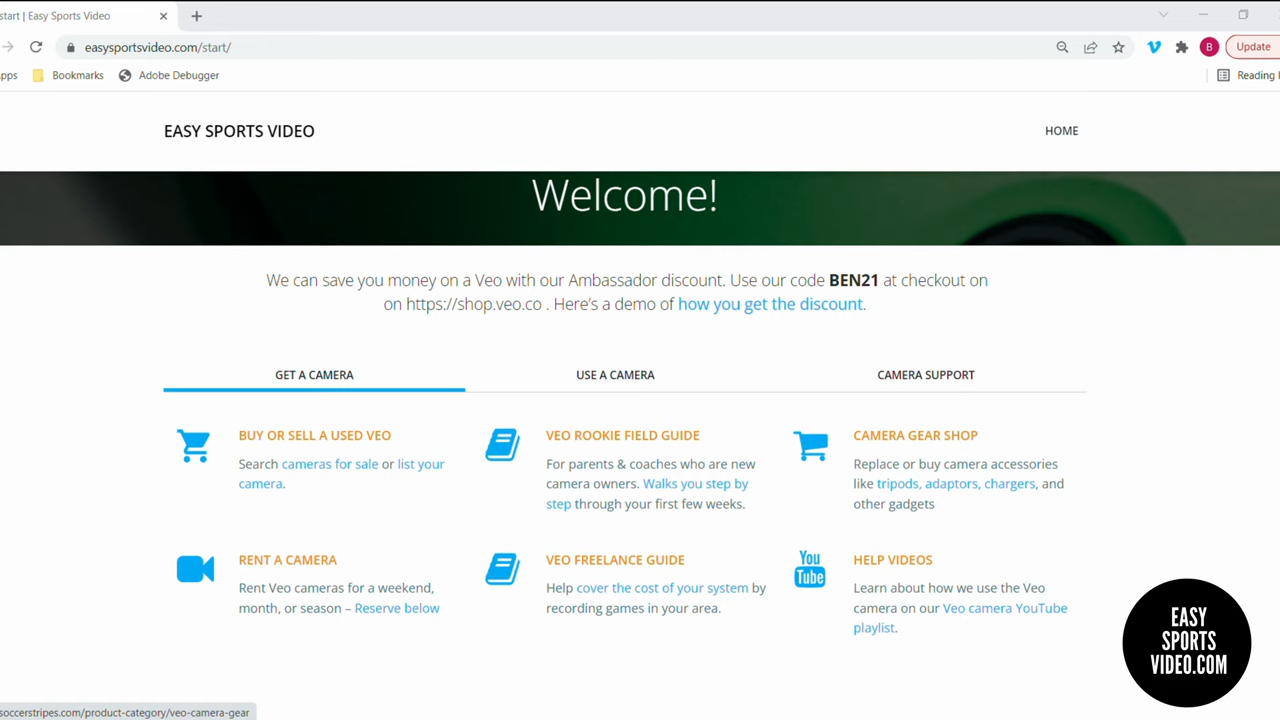 start | Easy Sports Video
easysportsvideo.com/start/
B
Update
pps
Bookmarks
Adobe Debugger
Reading
EASY SPORTS VIDEO
HOME
Welcome!
We can save you money on a Veo with our Ambassador discount. Use our code BEN21 at checkout on
on https://shop.veo.co . Here's a demo of how you get the discount.
GET A CAMERA
USE A CAMERA
CAMERA SUPPORT
BUY OR SELL A USED VEO
Search cameras for sale or list your
camera.
VEO ROOKIE FIELD GUIDE
For parents & coaches who are new
camera owners. Walks you step by
step through your first few weeks.
CAMERA GEAR SHOP
Replace or buy camera accessories
like tripods, adaptors, chargers, and
other gadgets
RENT A CAMERA
Rent Veo cameras for a weekend,
month, or season – Reserve below
VEO FREELANCE GUIDE
Help cover the cost of your system by
recording games in your area.
You
Tube
HELP VIDEOS
Learn about how we use the Veo
camera on our Veo camera YouTube
playlist.
EASY
SPORTS
VIDEO.COM
soccerstripes.com/product-category/veo-camera-gear